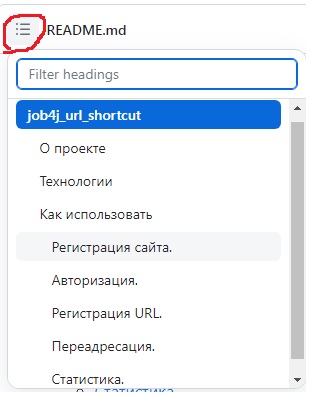 README.md
Filter headings
job4j_url_shortcut
О проекте
Технологии
Как использовать
Регистрация сайта.
Авторизация.
Регистрация URL.
Переадресация.
Статистика.